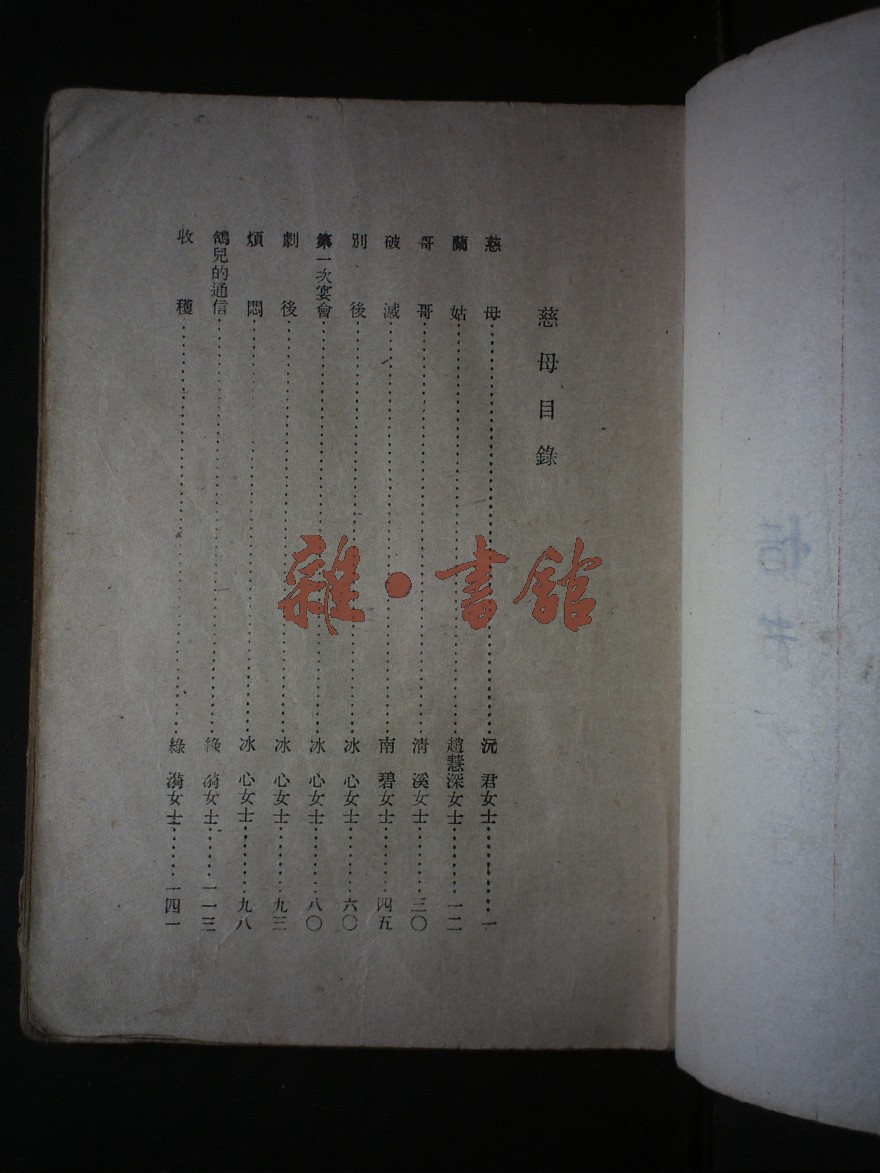 慈母目錄
慈母…沅君女士…一
蘭姑…趙慧深女士…一二
哥哥…清溪女士…三〇
破滅…南碧女士…四五
別後…冰心女士…六〇
第一次宴會…冰心女士…八〇
劇後…冰心女士…九三
煩悶…冰心女士…九八
鴿兒的通信…綠漪女士…一一三
收穫…綠漪女士…一四一
雜·書舘